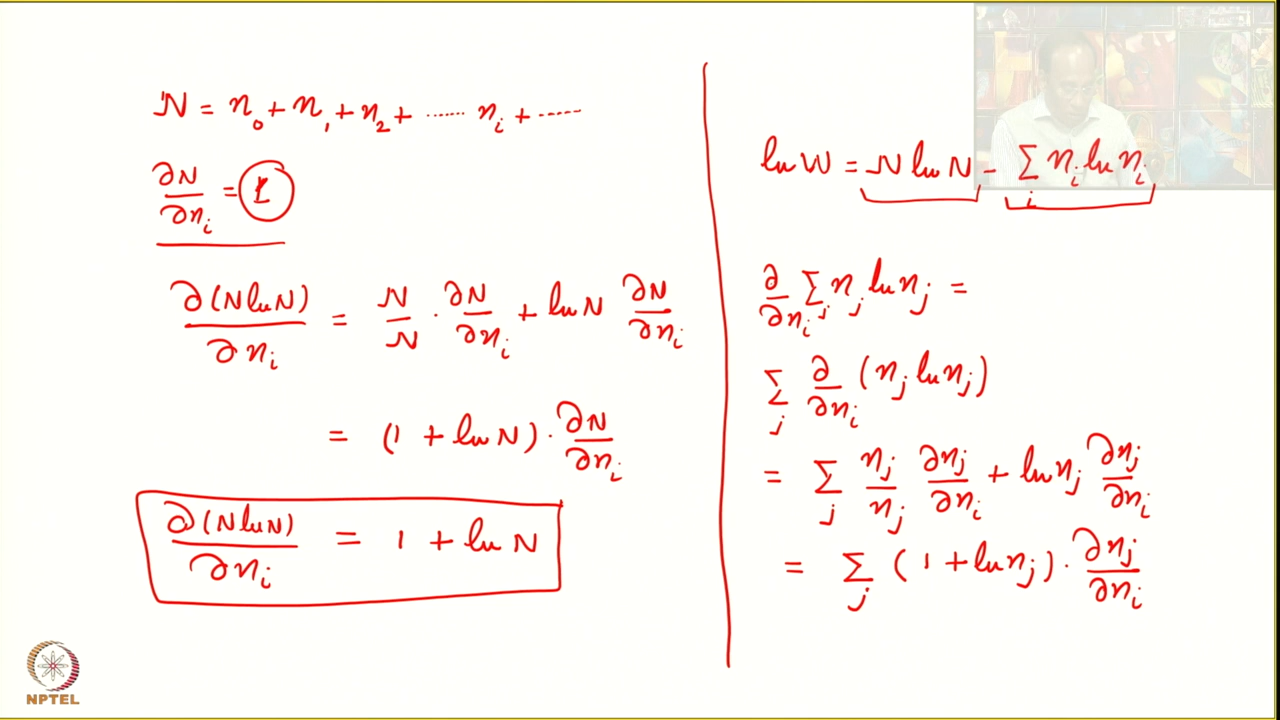 N = n₀ + n₁ + n₂ + ...... nᵢ + ......
∂N/∂nᵢ = 1
∂(N ln N)/∂nᵢ = N/N · ∂N/∂nᵢ + ln N ∂N/∂nᵢ
= (1 + ln N) · ∂N/∂nᵢ
∂(N ln N)/∂nᵢ = 1 + ln N
ln W = N ln N - Σᵢ nᵢ ln nᵢ
∂/∂nᵢ Σⱼ nⱼ ln nⱼ =
Σⱼ ∂/∂nᵢ (nⱼ ln nⱼ)
= Σⱼ nⱼ/nⱼ ∂nⱼ/∂nᵢ + ln nⱼ ∂nⱼ/∂nᵢ
= Σⱼ (1 + ln nⱼ) · ∂nⱼ/∂nᵢ
NPTEL